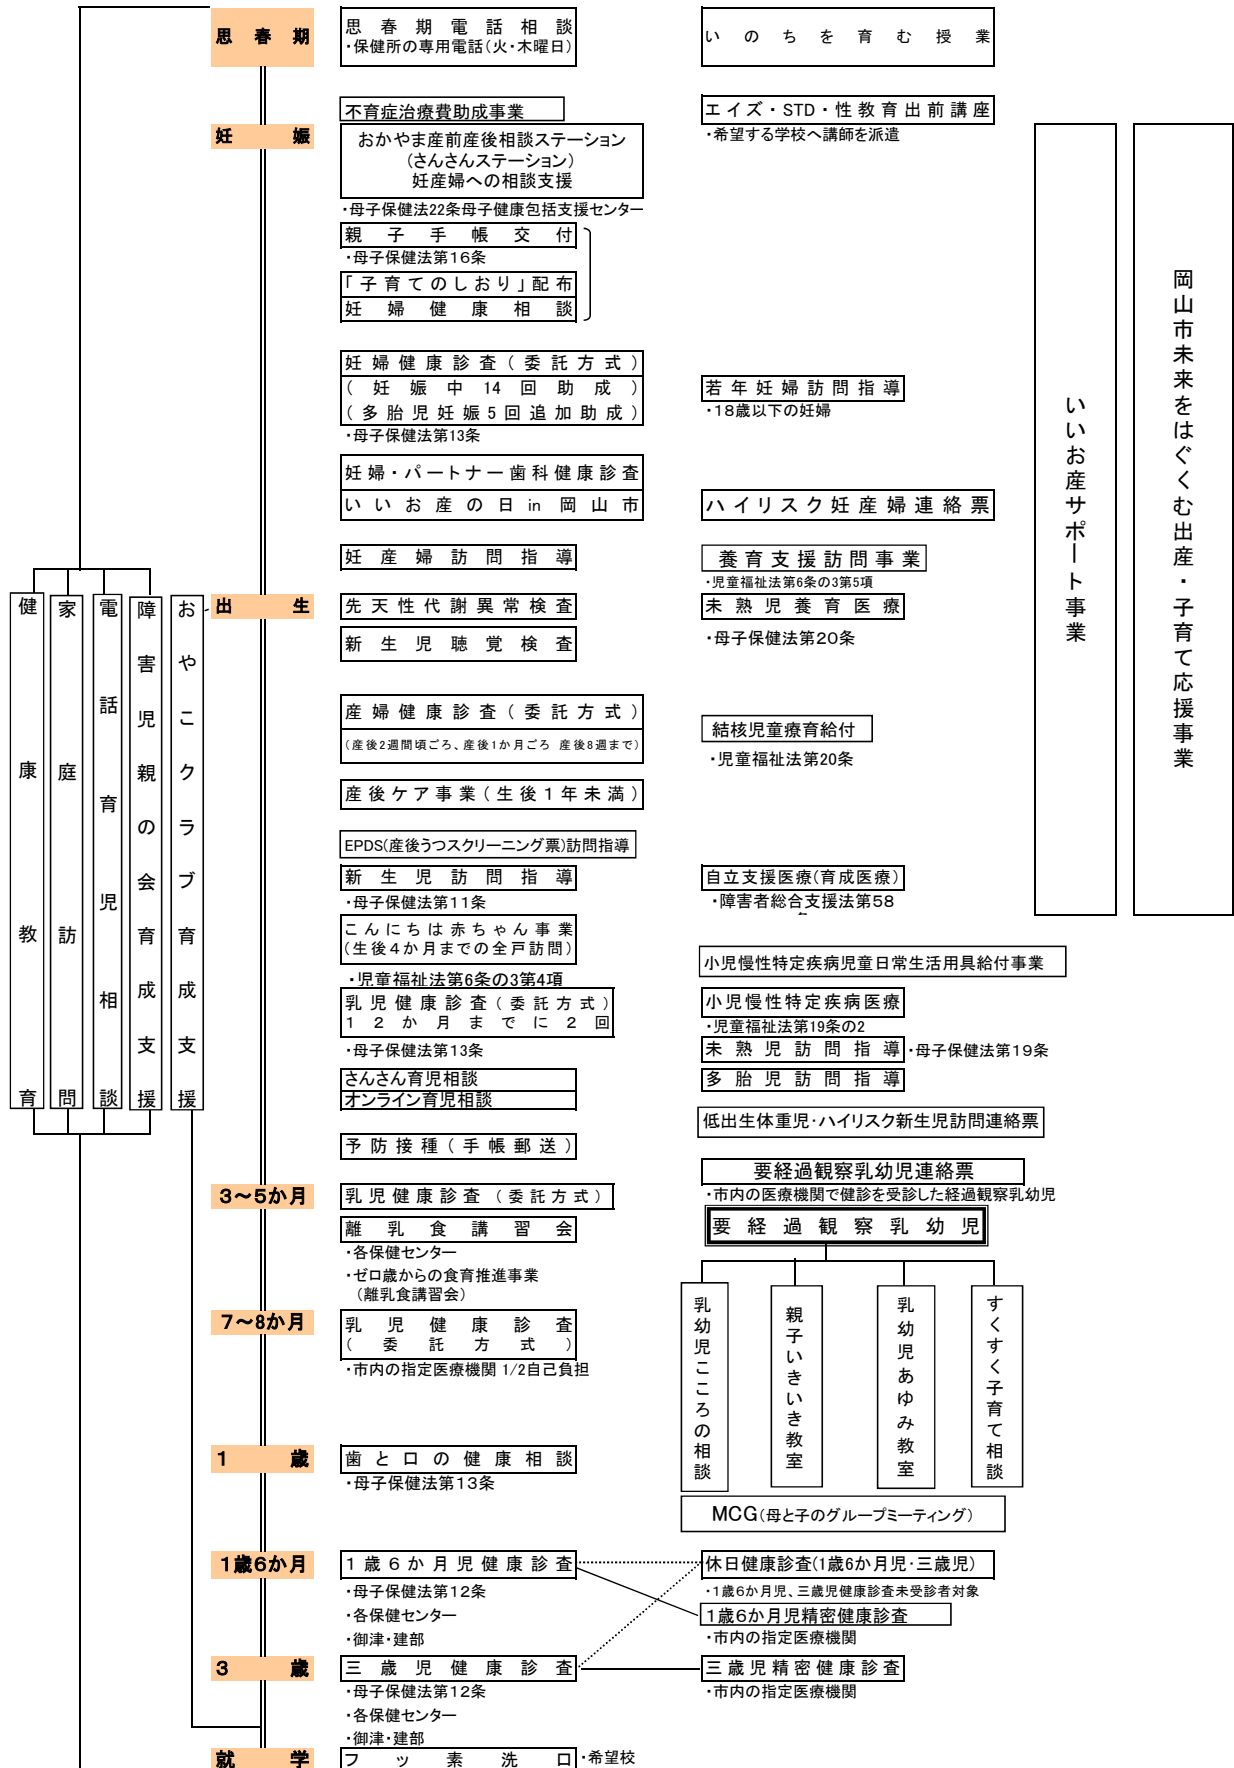 思春期
思春期電話相談
・保健所の専用電話(火・木曜日)
いのちを育む授業
不育症治療費助成事業
エイズ・STD・性教育出前講座
・希望する学校へ講師を派遣
妊娠
おかやま産前産後相談ステーション
(さんさんステーション)
妊産婦への相談支援
・母子保健法22条母子健康包括支援センター
親子手帳交付
・母子保健法第16条
「子育てのしおり」配布
妊婦健康相談
妊婦健康診査(委託方式)
(妊娠中14回助成)
(多胎児妊娠5回追加助成)
・母子保健法第13条
若年妊婦訪問指導
・18歳以下の妊婦
妊婦・パートナー歯科健康診査
いいお産の日in岡山市
ハイリスク妊産婦連絡票
妊産婦訪問指導
養育支援訪問事業
・児童福祉法第6条の3第5項
いいお産サポート事業
岡山市未来をはぐくむ出産・子育て応援事業
健康教育
家庭訪問
電話育児相談
障害児親の会育成支援
おやこクラブ育成支援
出生
先天性代謝異常検査
未熟児養育医療
・母子保健法第20条
新生児聴覚検査
産婦健康診査(委託方式)
(産後2週間頃ごろ、産後1か月ごろ 産後8週まで)
結核児童療育給付
・児童福祉法第20条
産後ケア事業(生後1年未満)
EPDS(産後うつスクリーニング票)訪問指導
新生児訪問指導
・母子保健法第11条
自立支援医療(育成医療)
・障害者総合支援法第58
こんにちは赤ちゃん事業
(生後4か月までの全戸訪問)
・児童福祉法第6条の3第4項
小児慢性特定疾病児童日常生活用具給付事業
乳児健康診査(委託方式)
12か月までに2回
・母子保健法第13条
小児慢性特定疾病医療
・児童福祉法第19条の2
未熟児訪問指導 ・母子保健法第19条
さんさん育児相談
オンライン育児相談
多胎児訪問指導
低出生体重児・ハイリスク新生児訪問連絡票
予防接種(手帳郵送)
要経過観察乳幼児連絡票
・市内の医療機関で健診を受診した経過観察乳幼児
3～5か月
乳児健康診査(委託方式)
要経過観察乳幼児
離乳食講習会
・各保健センター
・ゼロ歳からの食育推進事業
(離乳食講習会)
乳幼児こころの相談
親子いきいき教室
乳幼児あゆみ教室
すくすく子育て相談
7～8か月
乳児健康診査
(委託方式)
・市内の指定医療機関 1/2自己負担
1歳
歯と口の健康相談
・母子保健法第13条
MCG(母と子のグループミーティング)
1歳6か月
1歳6か月児健康診査
・母子保健法第12条
・各保健センター
・御津・建部
休日健康診査(1歳6か月児・三歳児)
・1歳6か月児、三歳児健康診査未受診者対象
1歳6か月児精密健康診査
・市内の指定医療機関
3歳
三歳児健康診査
・母子保健法第12条
・各保健センター
・御津・建部
三歳児精密健康診査
・市内の指定医療機関
就学
フッ素洗口 ・希望校